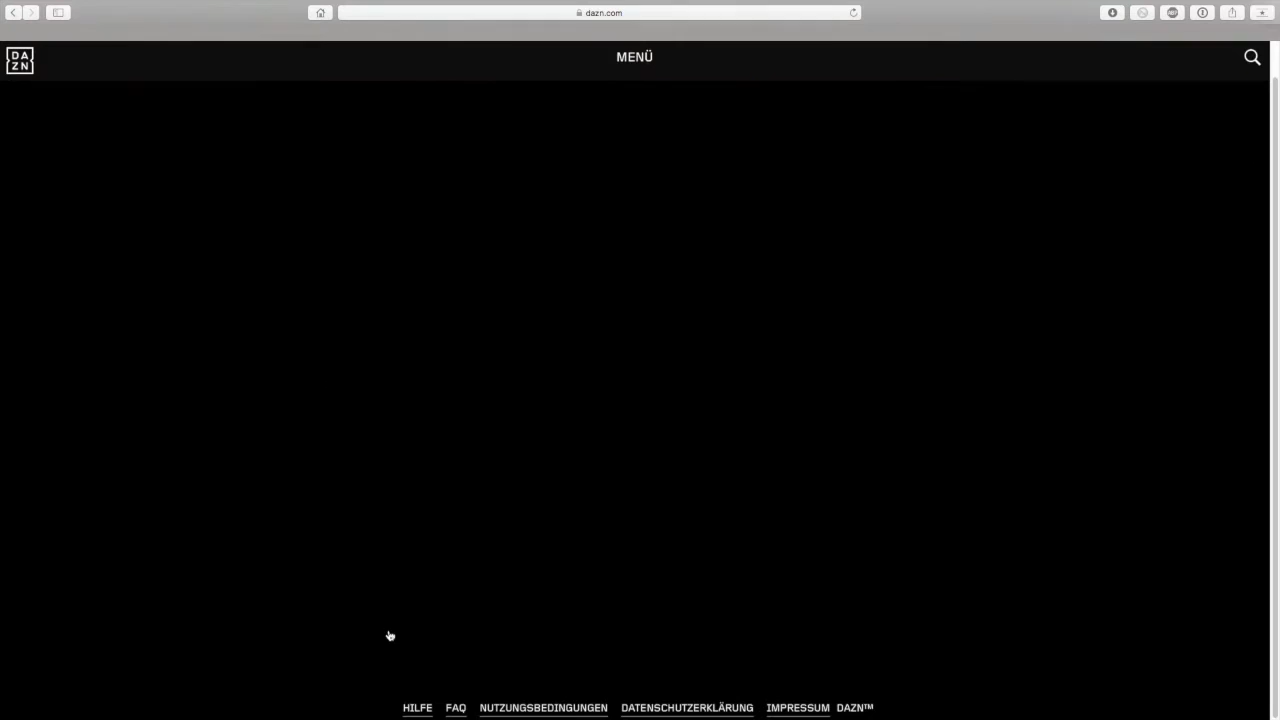 dazn.com
DA
ZN
MENÜ
HILFE FAQ NUTZUNGSBEDINGUNGEN DATENSCHUTZERKLÄRUNG IMPRESSUM DAZN™